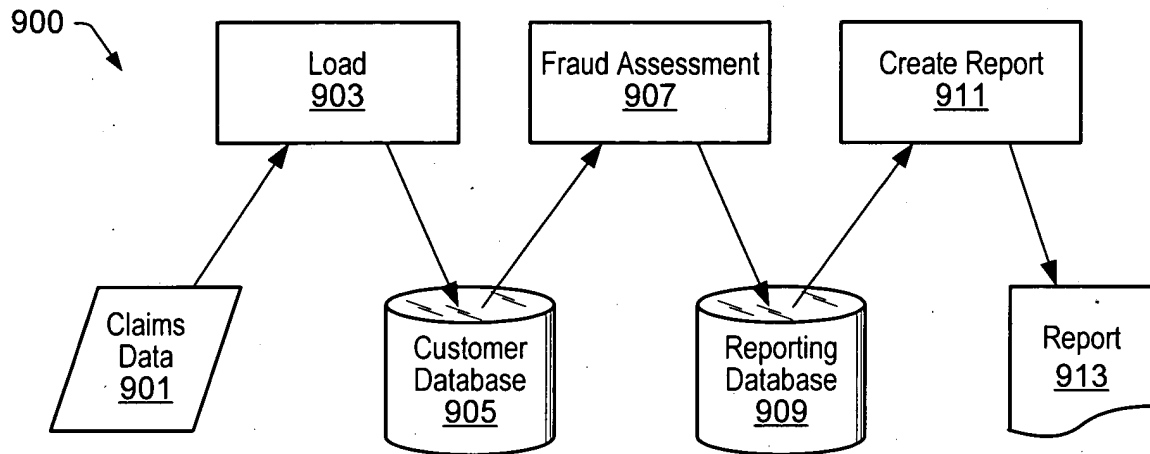 900
Load
903
Fraud Assessment
907
Create Report
911
Claims
Data
901
Customer
Database
905
Reporting
Database
909
Report
913